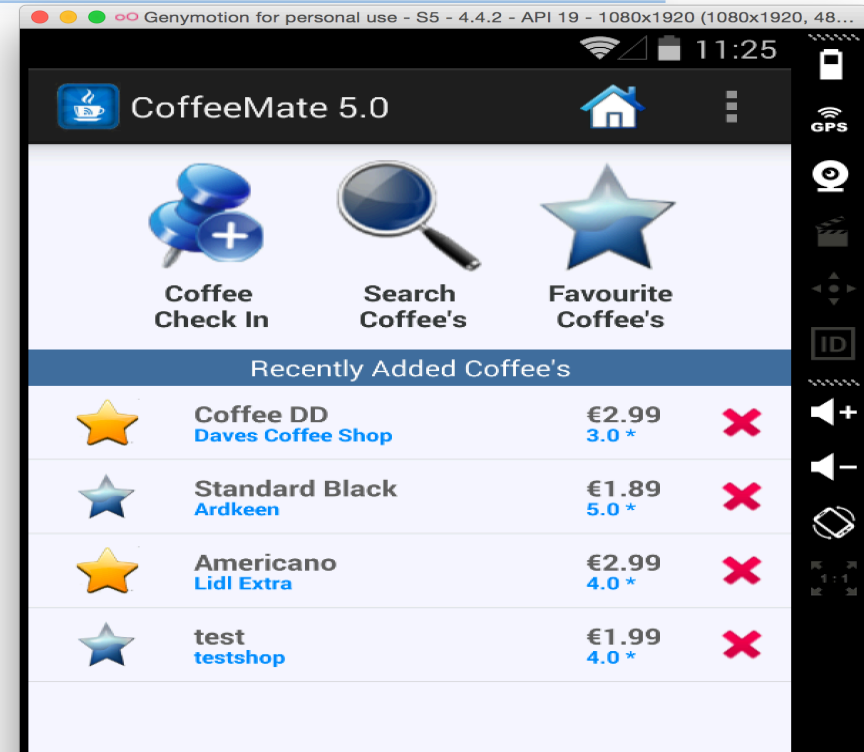 Genymotion for personal use - S5 - 4.4.2 - API 19 - 1080x1920 (1080x1920, 48...
11:25
CoffeeMate 5.0
GPS
Coffee Check In
Search Coffee's
Favourite Coffee's
ID
Recently Added Coffee's
Coffee DD €2.99
Daves Coffee Shop 3.0 *
Standard Black €1.89
Ardkeen 5.0 *
Americano €2.99
Lidl Extra 4.0 *
1:1
test €1.99
testshop 4.0 *